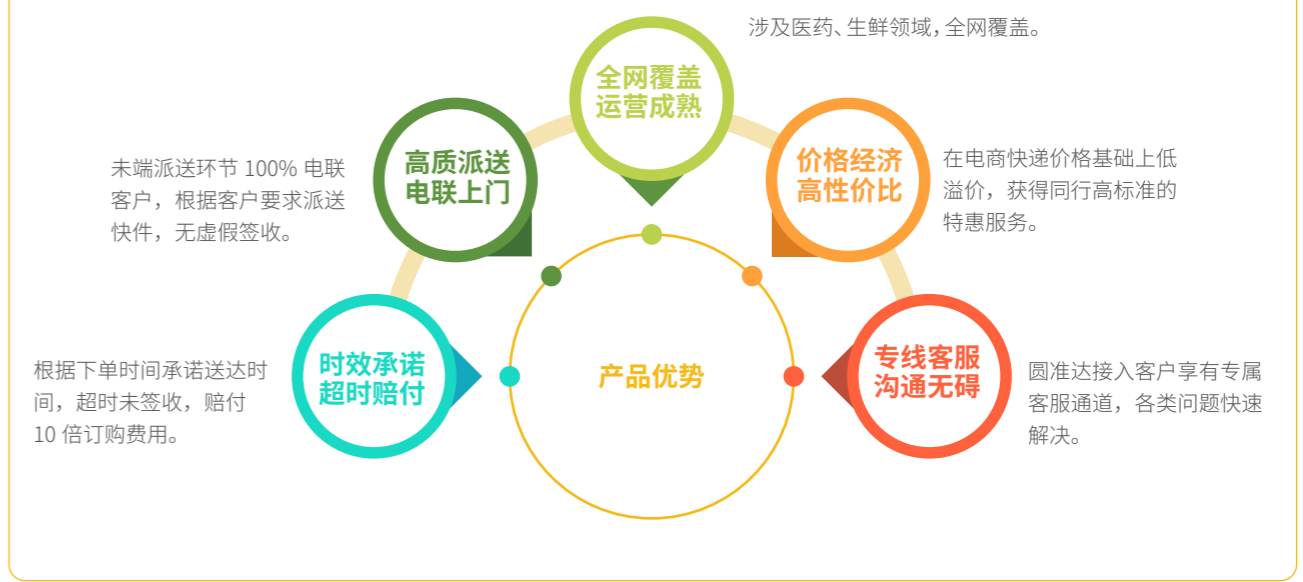 涉及医药、生鲜领域，全网覆盖。
全网覆盖
运营成熟
高质派送
电联上门
未端派送环节 100% 电联
客户，根据客户要求派送
快件，无虚假签收。
价格经济
高性价比
在电商快递价格基础上低
溢价，获得同行高标准的
特惠服务。
时效承诺
超时赔付
根据下单时间承诺送达时
间，超时未签收，赔付
10 倍订购费用。
产品优势
专线客服
沟通无碍
圆准达接入客户享有专属
客服通道，各类问题快速
解决。